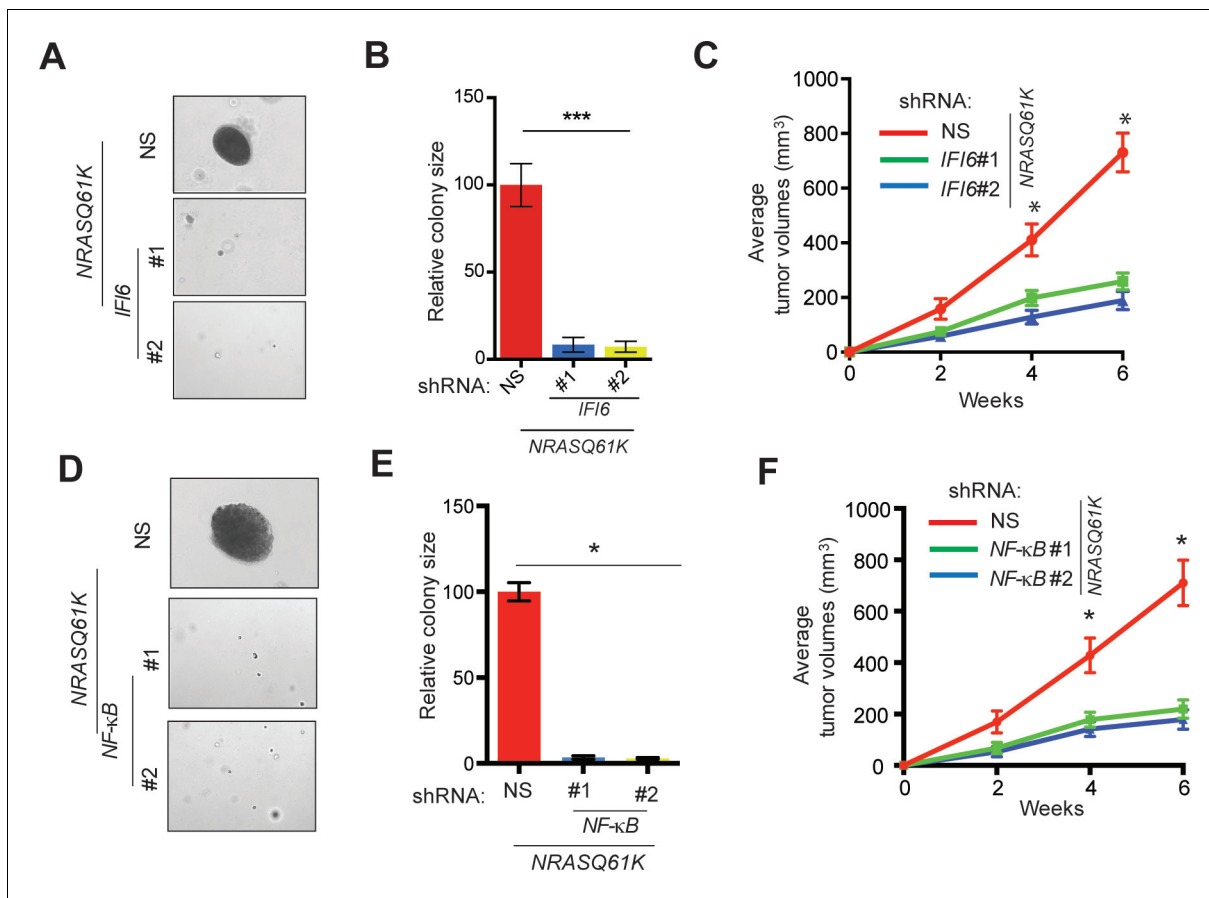 A
NRASQ61K
NS
IFI6
#1
#2
B
Relative colony size
150
100
50
0
***
shRNA:
NS
#1
#2
IFI6
NRASQ61K
C
Average
tumor volumes (mm³)
1000
800
600
400
200
0
shRNA:
NS
IFI6#1
IFI6#2
NRASQ61K
*
*
0 2 4 6
Weeks
D
NRASQ61K
NS
NF-κB
#1
#2
E
Relative colony size
150
100
50
0
*
shRNA: NS #1 #2
NF-κB
NRASQ61K
F
Average
tumor volumes (mm³)
1000
800
600
400
200
0
shRNA:
NS
NF-κB #1
NF-κB #2
NRASQ61K
*
*
0 2 4 6
Weeks